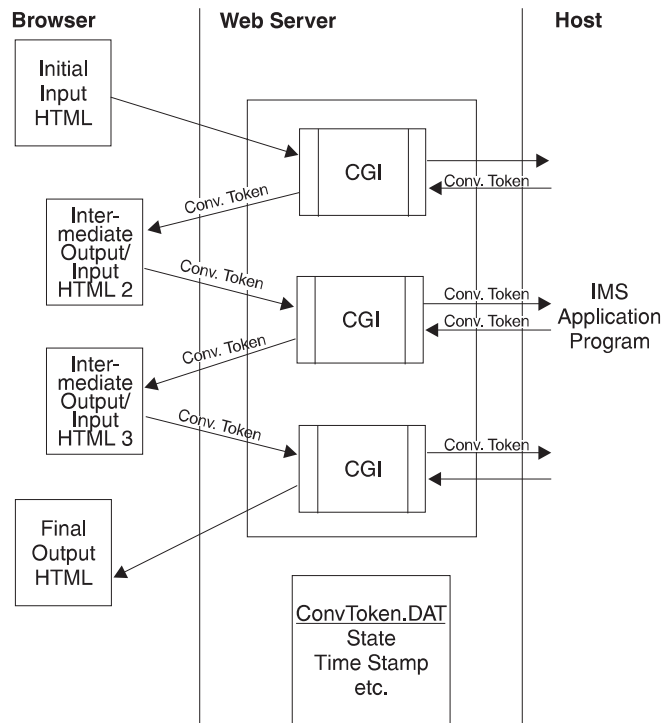 Browser
Web Server
Host
Initial
Input
HTML
CGI
Conv. Token
Conv. Token
Inter-
mediate
Output/
Input
HTML 2
Conv. Token
CGI
Conv. Token
Conv. Token
IMS
Application
Program
Conv. Token
Inter-
mediate
Output/
Input
HTML 3
Conv. Token
CGI
Conv. Token
Final
Output
HTML
ConvToken.DAT
State
Time Stamp
etc.